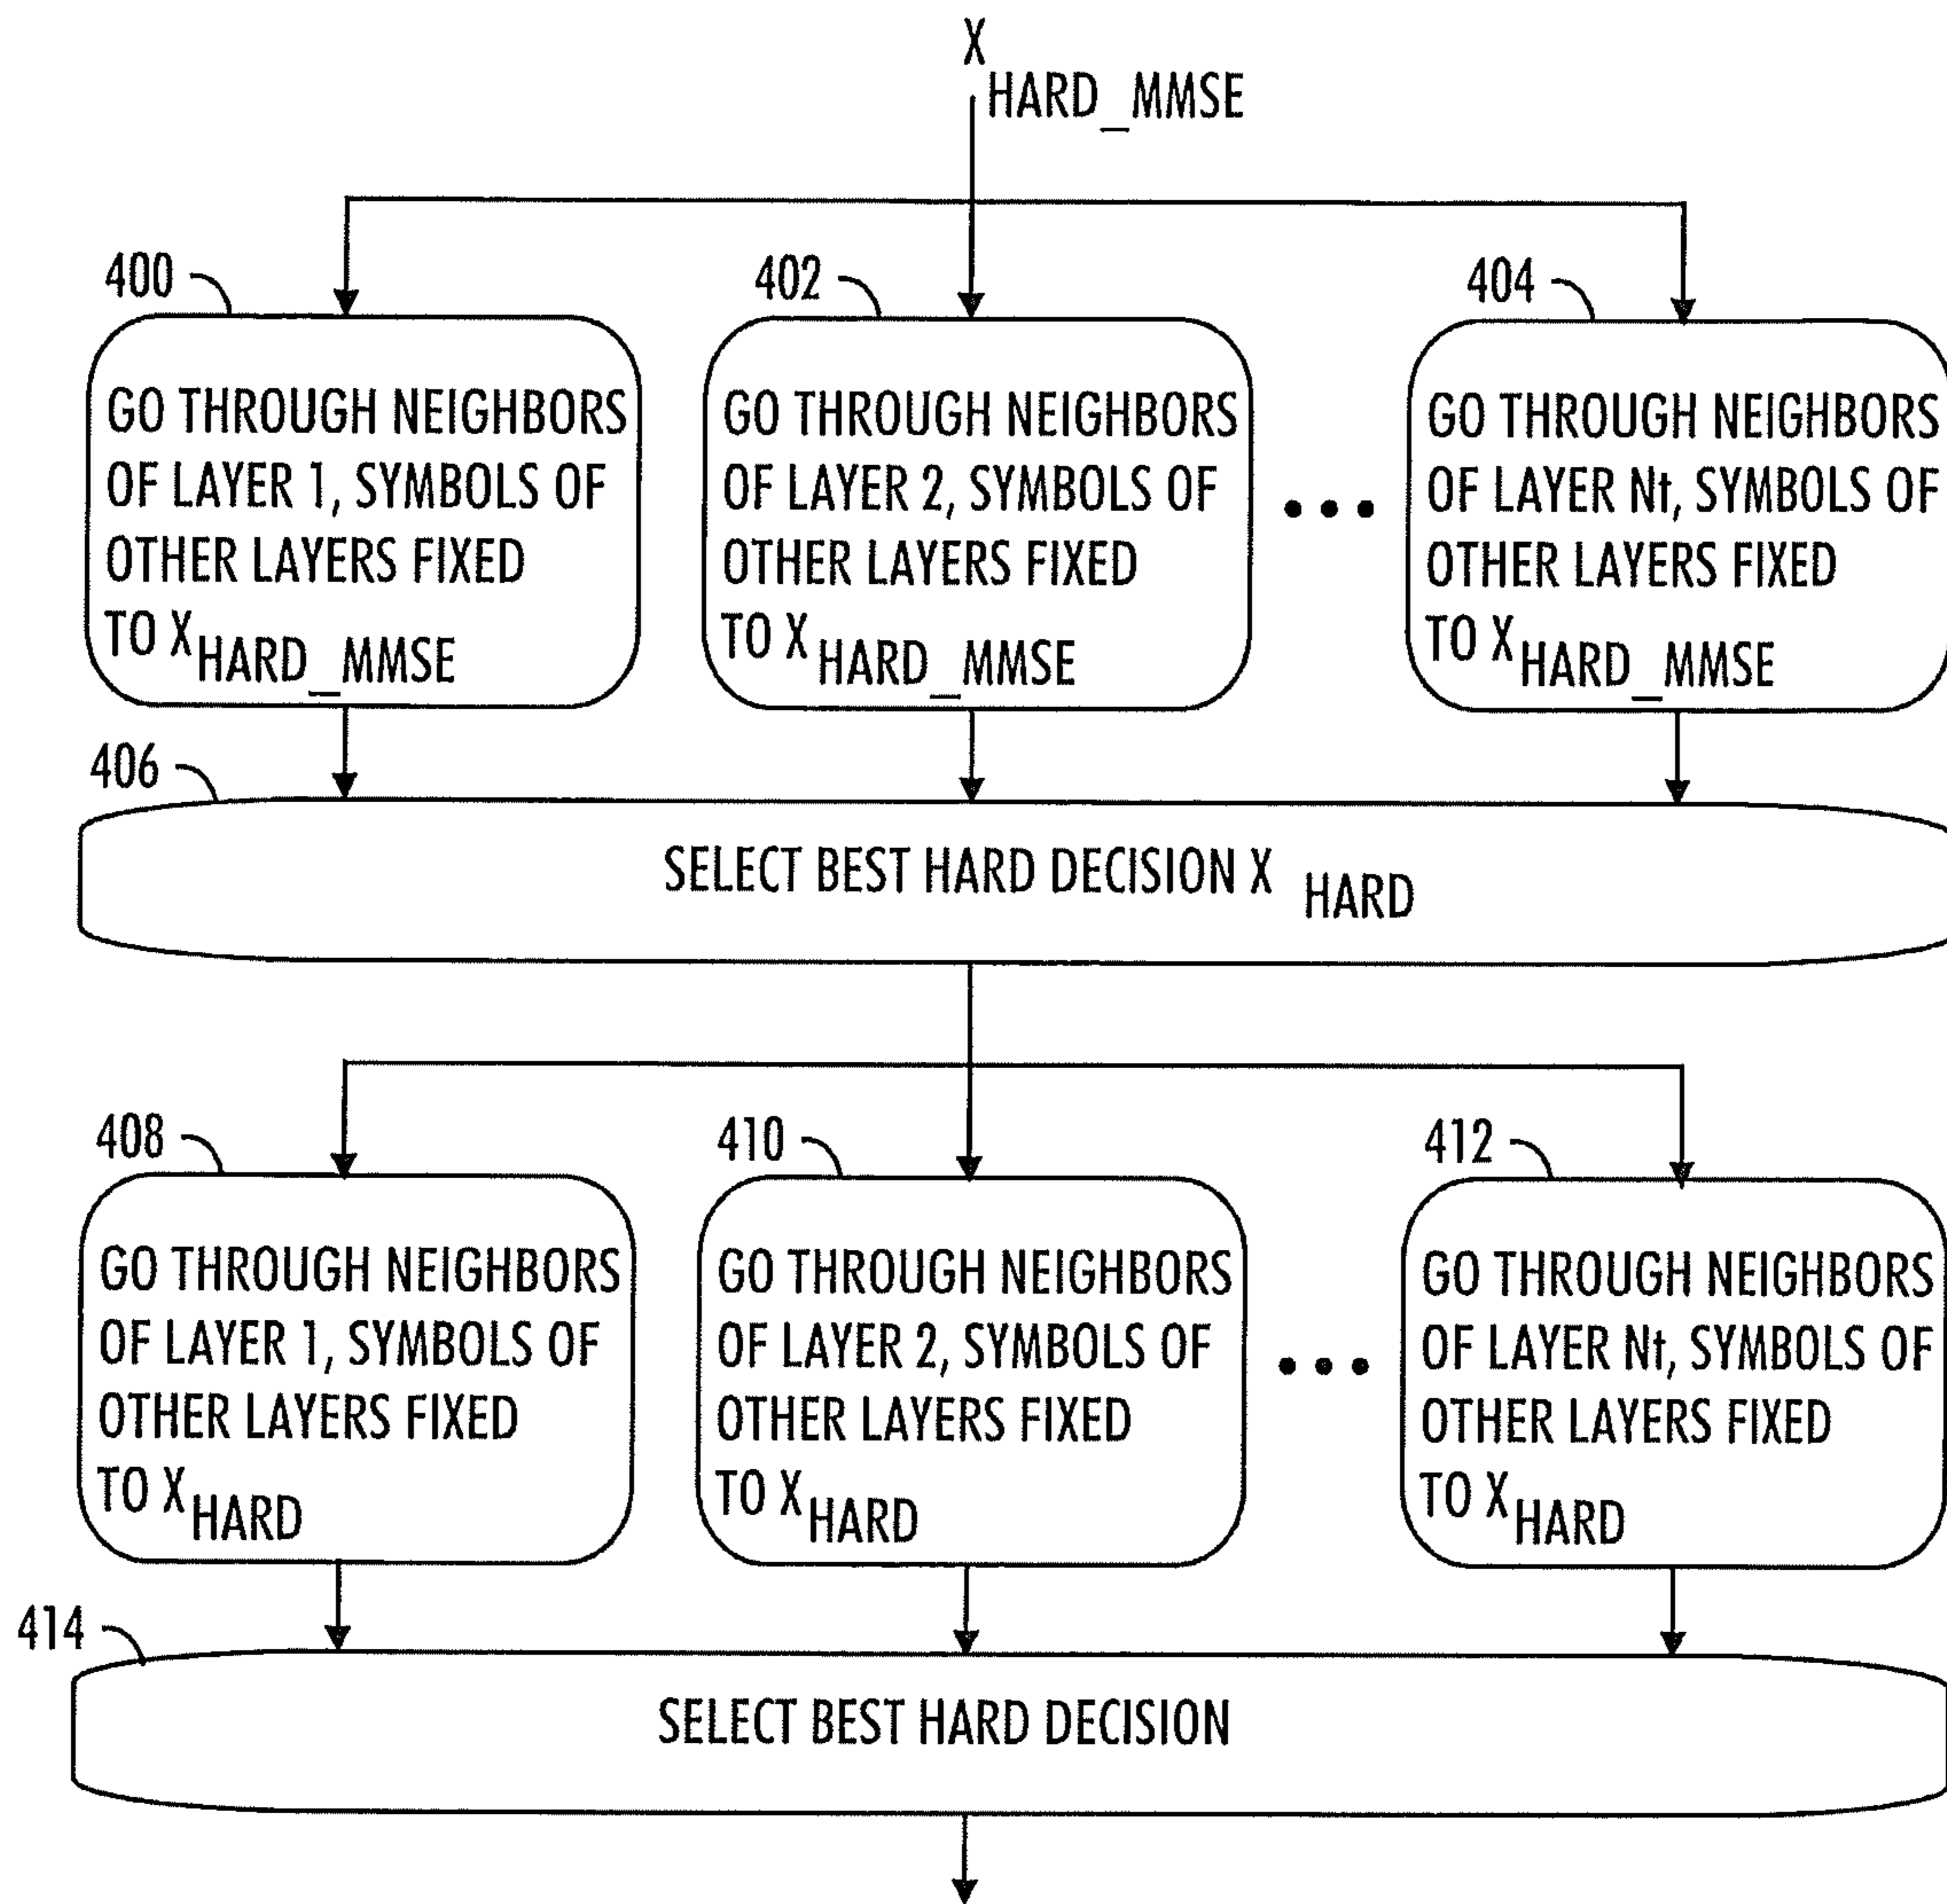 X HARD_MMSE
400
402
404
GO THROUGH NEIGHBORS
OF LAYER 1, SYMBOLS OF
OTHER LAYERS FIXED
TO X HARD_MMSE
GO THROUGH NEIGHBORS
OF LAYER 2, SYMBOLS OF
OTHER LAYERS FIXED
TO X HARD_MMSE
•••
GO THROUGH NEIGHBORS
OF LAYER Nt, SYMBOLS OF
OTHER LAYERS FIXED
TO X HARD_MMSE
406
SELECT BEST HARD DECISION X HARD
408
410
412
GO THROUGH NEIGHBORS
OF LAYER 1, SYMBOLS OF
OTHER LAYERS FIXED
TO X HARD
GO THROUGH NEIGHBORS
OF LAYER 2, SYMBOLS OF
OTHER LAYERS FIXED
TO X HARD
•••
GO THROUGH NEIGHBORS
OF LAYER Nt, SYMBOLS OF
OTHER LAYERS FIXED
TO X HARD
414
SELECT BEST HARD DECISION